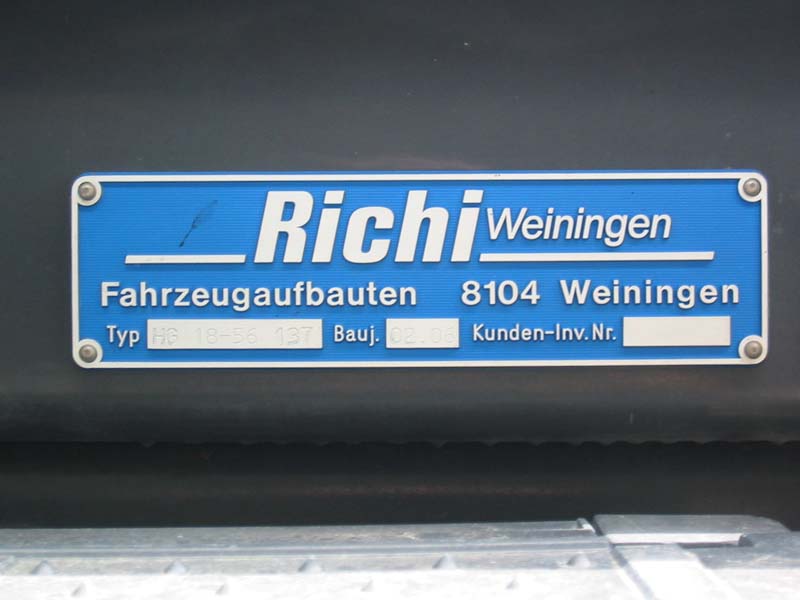 Richi Weiningen
Fahrzeugaufbauten 8104 Weiningen
Typ HG 18-56 137 Bauj. 02.06 Kunden-Inv.Nr.